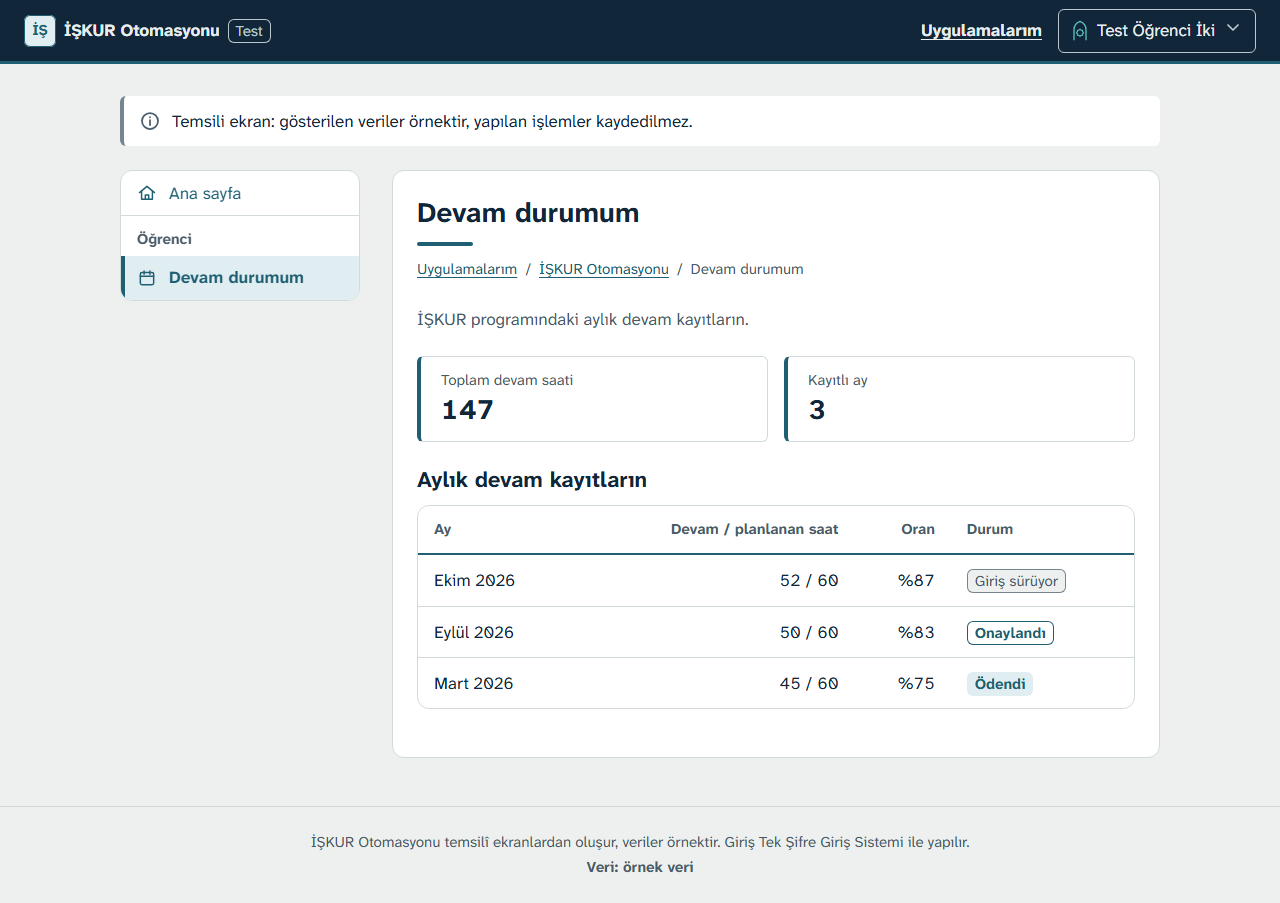 İŞ İŞKUR Otomasyonu Test Uygulamalarım Test Öğrenci İki
Temsili ekran: gösterilen veriler örnektir, yapılan işlemler kaydedilmez.
Ana sayfa
Öğrenci
Devam durumum
Devam durumum
Uygulamalarım / İŞKUR Otomasyonu / Devam durumum
İŞKUR programındaki aylık devam kayıtların.
Toplam devam saati
147
Kayıtlı ay
3
Aylık devam kayıtların
Ay Devam / planlanan saat Oran Durum
Ekim 2026 52 / 60 %87 Giriş sürüyor
Eylül 2026 50 / 60 %83 Onaylandı
Mart 2026 45 / 60 %75 Ödendi
İŞKUR Otomasyonu temsilî ekranlardan oluşur, veriler örnektir. Giriş Tek Şifre Giriş Sistemi ile yapılır.
Veri: örnek veri